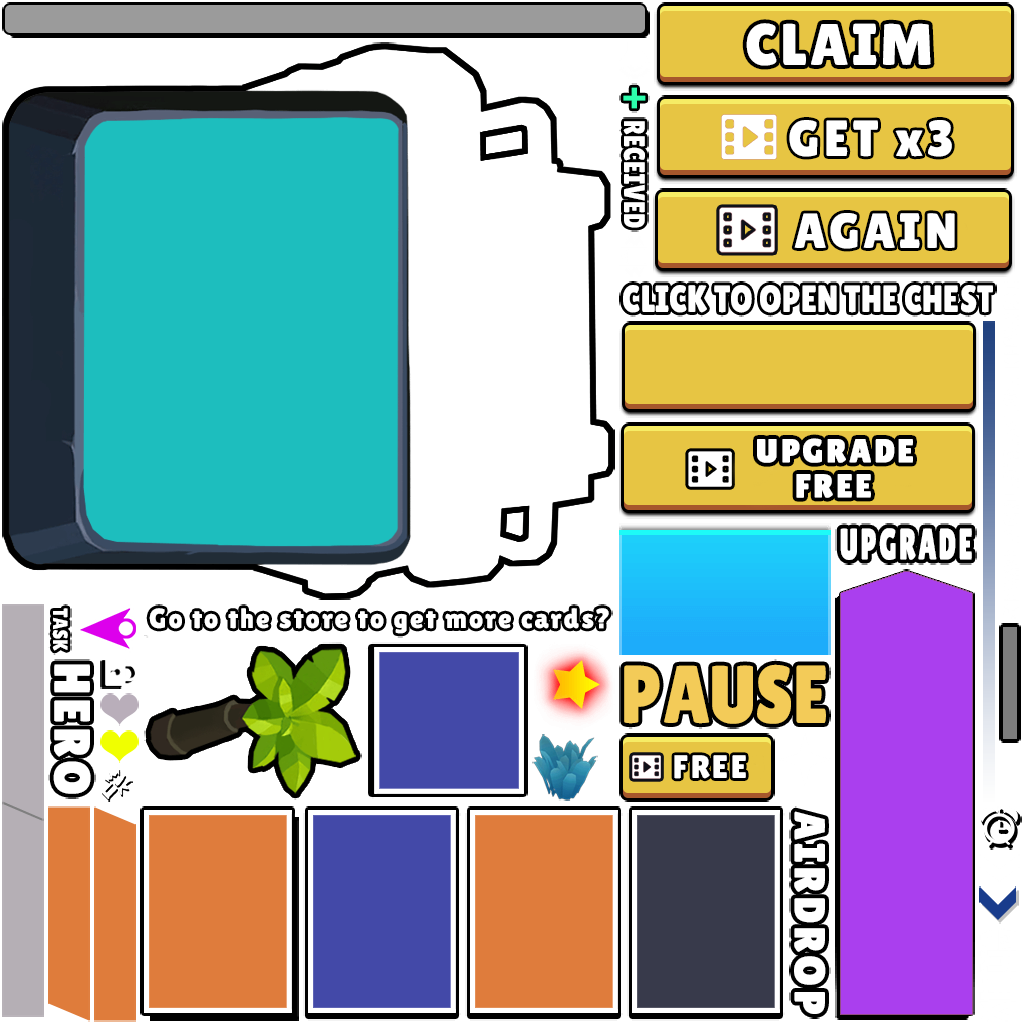 CLAIM
+ RECEIVED
GET x3
AGAIN
CLICK TO OPEN THE CHEST
UPGRADE
FREE
UPGRADE
TASK
Go to the store to get more cards?
HERO
PAUSE
FREE
AIRDROP